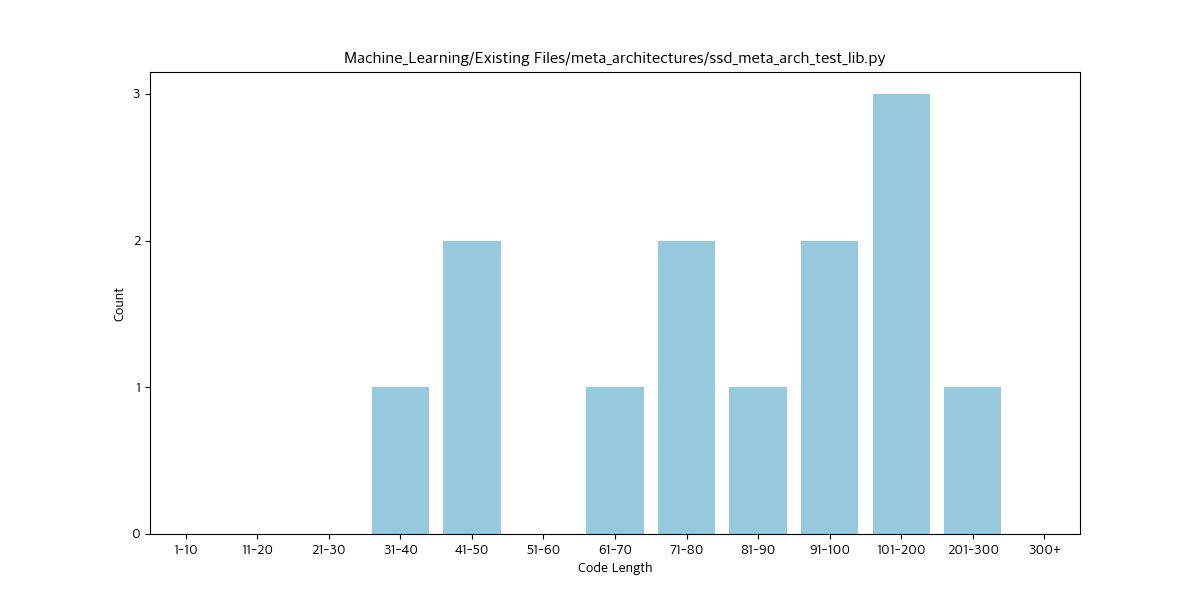 Machine_Learning/Existing Files/meta_architectures/ssd_meta_arch_test_lib.py
3
2
1
0
Count
1-10 11-20 21-30 31-40 41-50 51-60 61-70 71-80 81-90 91-100 101-200 201-300 300+
Code Length